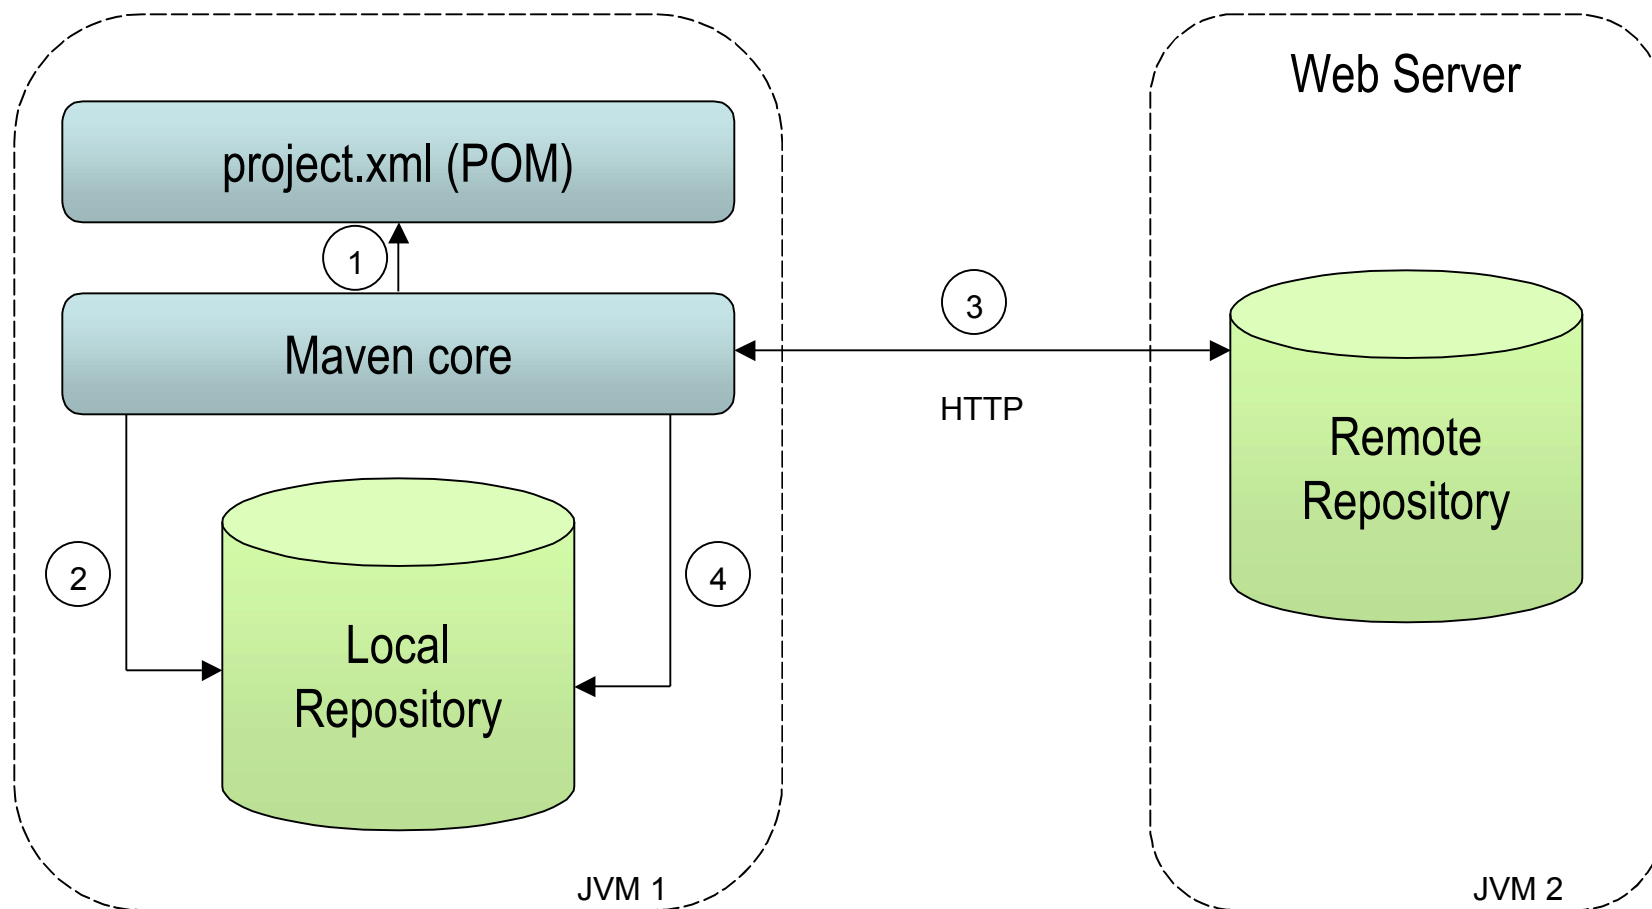 Web Server
project.xml (POM)
1
Maven core
3
HTTP
Remote
Repository
2
4
Local
Repository
JVM 1
JVM 2